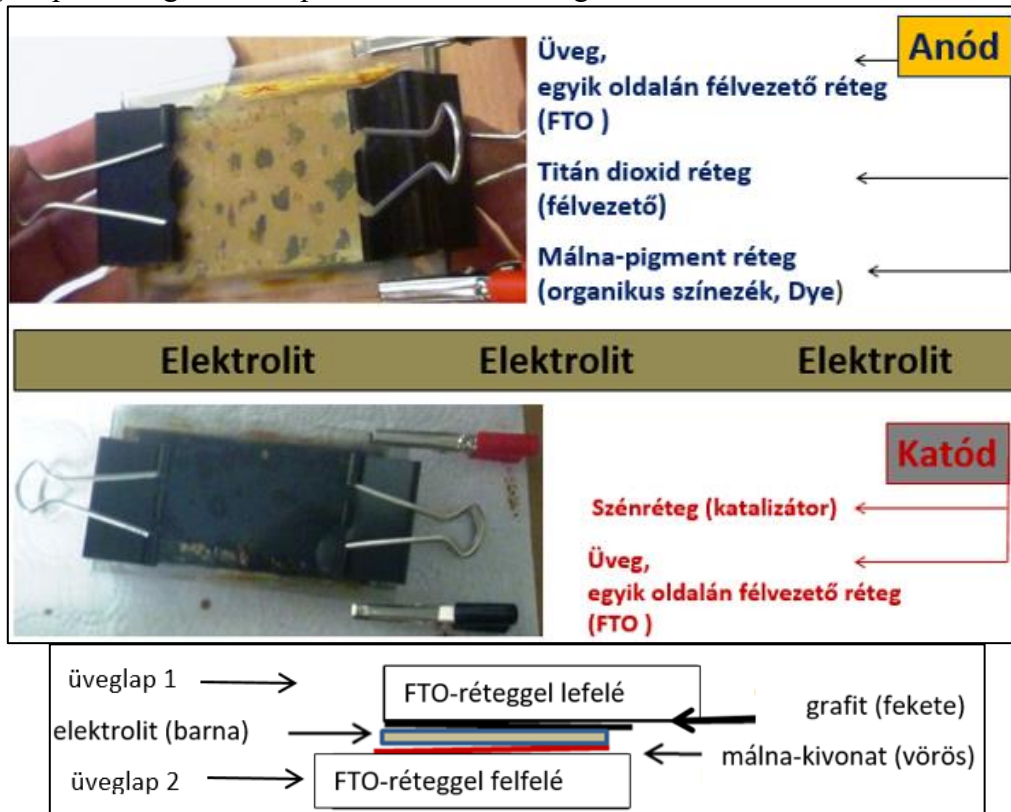 Üveg,
egyik oldalán félvezető réteg
(FTO )
Anód
Titán dioxid réteg
(félvezető)
Málna-pigment réteg
(organikus színezék, Dye)
Elektrolit Elektrolit Elektrolit
Katód
Szénréteg (katalizátor)
Üveg,
egyik oldalán félvezető réteg
(FTO )
üveglap 1
FTO-réteggel lefelé
grafit (fekete)
elektrolit (barna)
málna-kivonat (vörös)
üveglap 2
FTO-réteggel felfelé